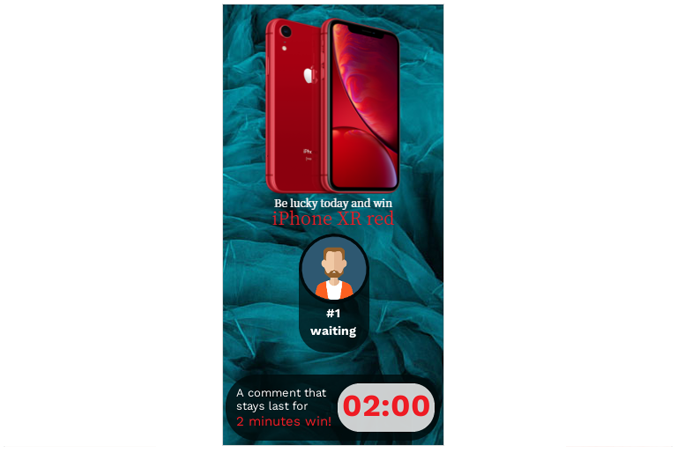 Be lucky today and win
iPhone XR red
#1
waiting
A comment that
stays last for
2 minutes win!
02:00